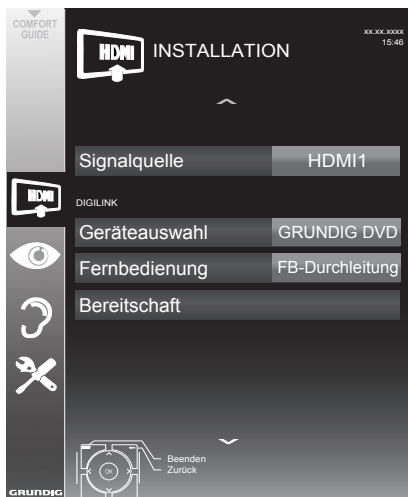 COMFORT
GUIDE
HDMI
INSTALLATION
xx.xx.xxxx
15:46
Signalquelle
HDMI1
HDMI
DIGILINK
Geräteauswahl
GRUNDIG DVD
Fernbedienung
FB-Durchleitung
Bereitschaft
OK
Beenden
Zurück
GRUNDIG